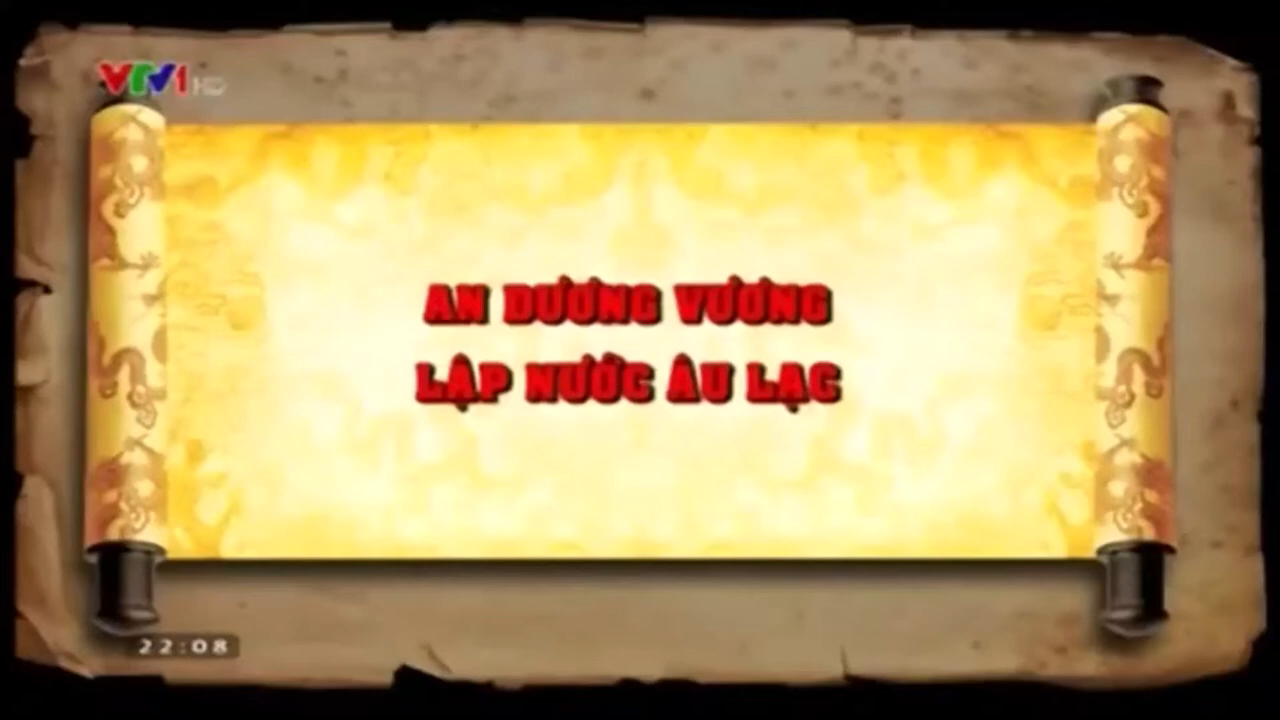 VTV1 HD
AN DƯƠNG VƯƠNG
LẬP NƯỚC ÂU LẠC
22:08